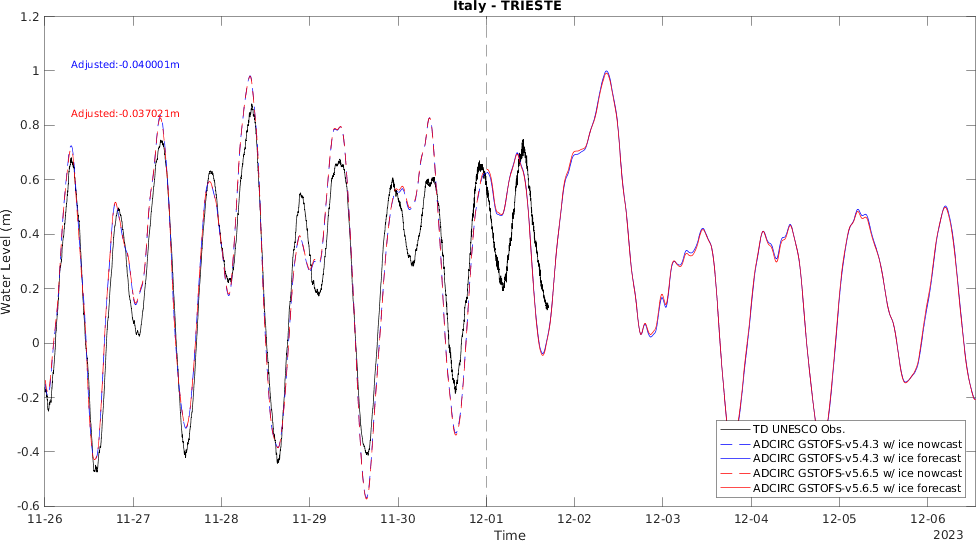 Italy - TRIESTE
Adjusted:-0.040001m
Adjusted:-0.037021m
Water Level (m)
1.2
1
0.8
0.6
0.4
0.2
0
-0.2
-0.4
-0.6
TD UNESCO Obs.
ADCIRC GSTOFS-v5.4.3 w/ ice nowcast
ADCIRC GSTOFS-v5.4.3 w/ ice forecast
ADCIRC GSTOFS-v5.6.5 w/ ice nowcast
ADCIRC GSTOFS-v5.6.5 w/ ice forecast
11-26 11-27 11-28 11-29 11-30 12-01 12-02 12-03 12-04 12-05 12-06
Time
2023